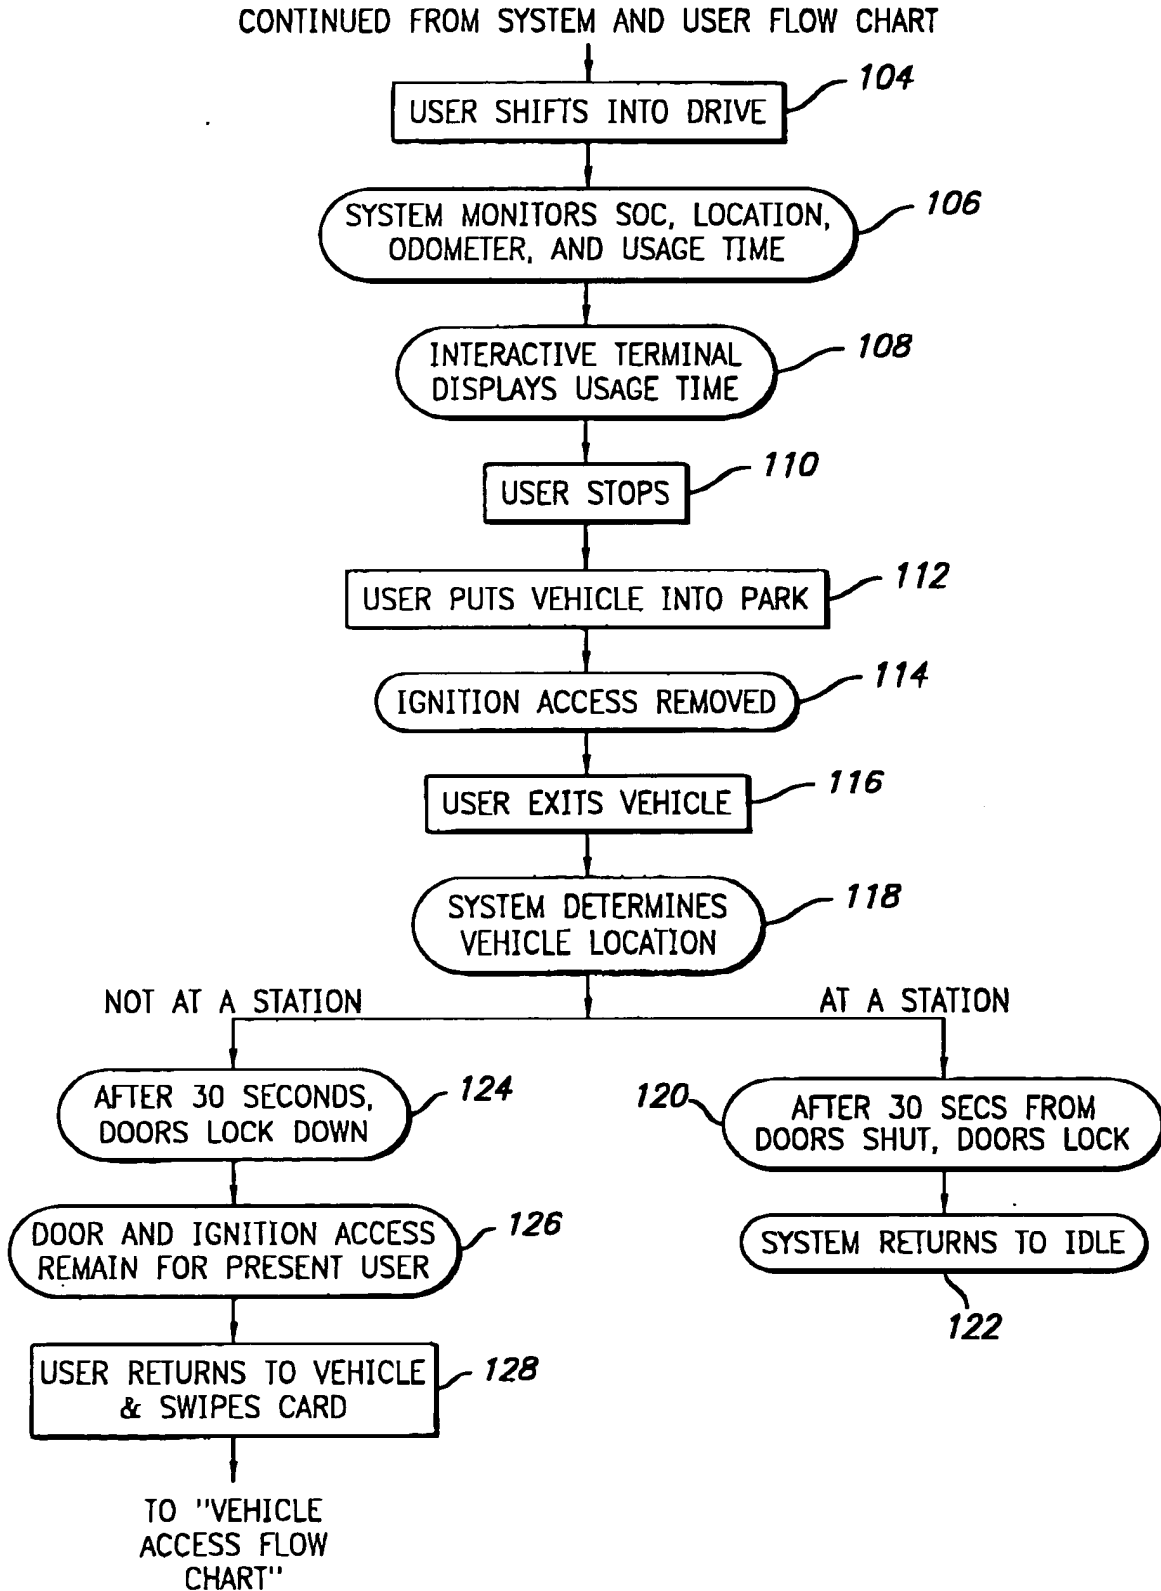 CONTINUED FROM SYSTEM AND USER FLOW CHART
104
USER SHIFTS INTO DRIVE
106
SYSTEM MONITORS SOC, LOCATION,
ODOMETER, AND USAGE TIME
108
INTERACTIVE TERMINAL
DISPLAYS USAGE TIME
110
USER STOPS
112
USER PUTS VEHICLE INTO PARK
114
IGNITION ACCESS REMOVED
116
USER EXITS VEHICLE
118
SYSTEM DETERMINES
VEHICLE LOCATION
NOT AT A STATION
124
AFTER 30 SECONDS,
DOORS LOCK DOWN
126
DOOR AND IGNITION ACCESS
REMAIN FOR PRESENT USER
128
USER RETURNS TO VEHICLE
& SWIPES CARD
TO "VEHICLE
ACCESS FLOW
CHART"
AT A STATION
120
AFTER 30 SECS FROM
DOORS SHUT, DOORS LOCK
SYSTEM RETURNS TO IDLE
122